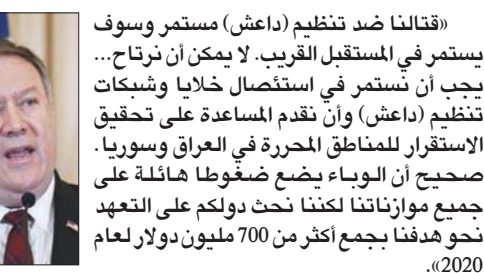 «قتالنا ضد تنظيم (داعش) مستمر وسوف
يستمر في المستقبل القريب. لا يمكن أن نرتاح...
يجب أن نستمر في استئصال خلايا وشبكات
تنظيم (داعش) وأن نقدم المساعدة على تحقيق
الاستقرار للمناطق المحررة في العراق وسوريا.
صحيح أن الوباء يضع ضغوطا هائلة على
جميع موازناتنا لكننا نحث دولكم على التعهد
نحو هدفنا بجمع أكثر من 700 مليون دولار لعام
2020».